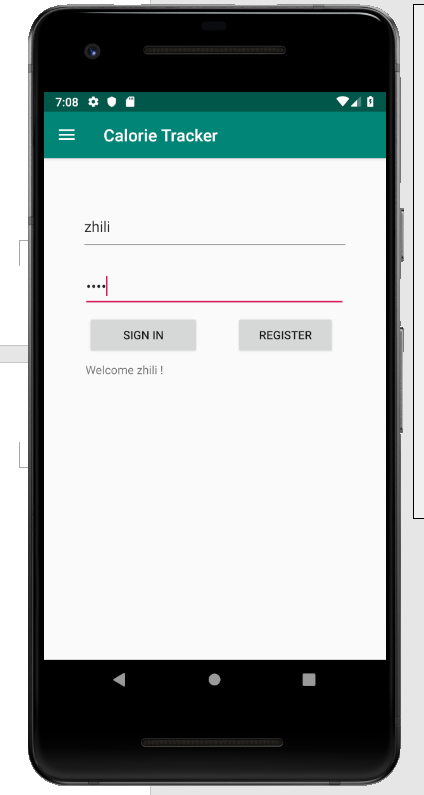 7:08
Calorie Tracker
zhili
••••
SIGN IN
REGISTER
Welcome zhili !